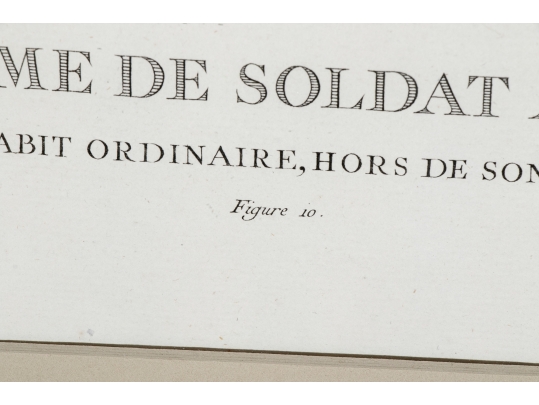 ME DE SOLDAT
ABIT ORDINAIRE, HORS DE SON
Figure 10.